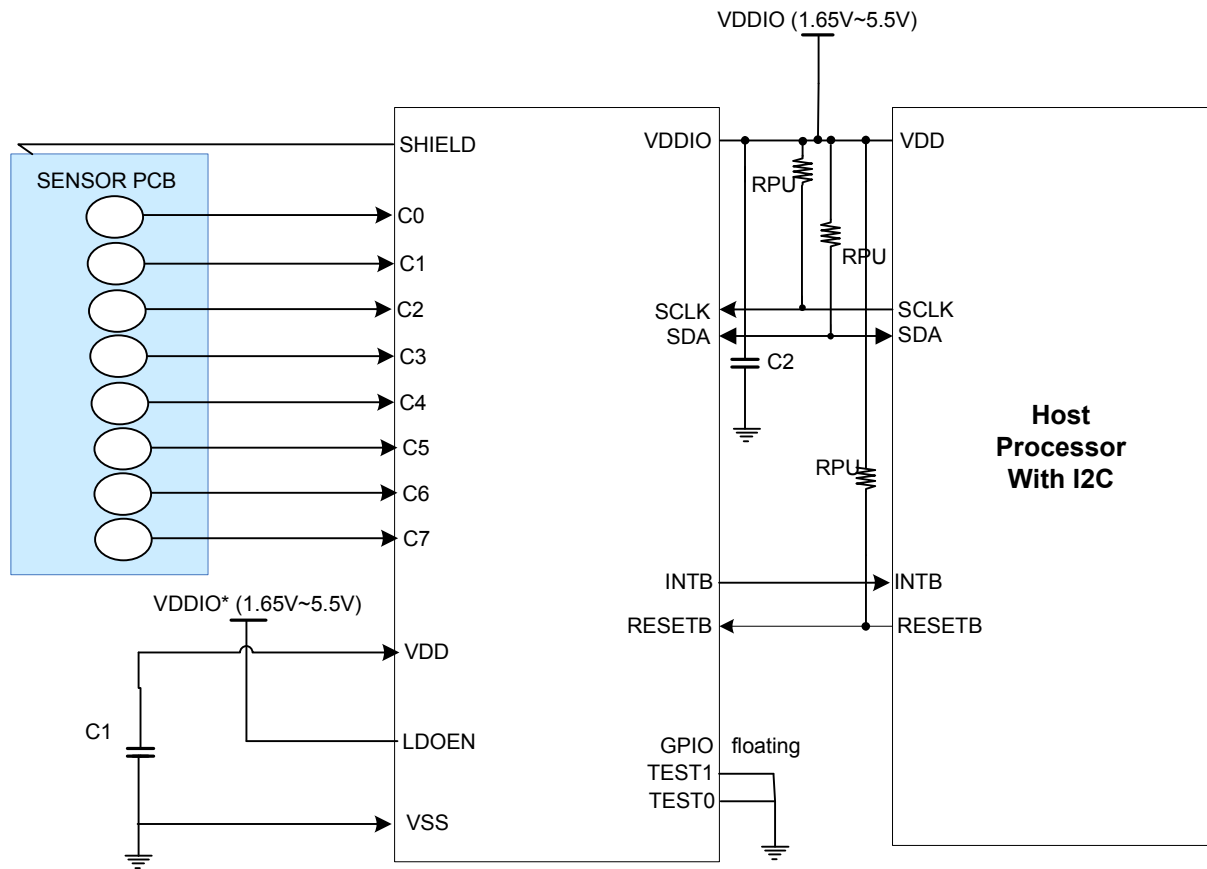 VDDIO (1.65V~5.5V)
SHIELD
VDDIO
VDD
SENSOR PCB
RPU
C0
RPU
C1
C2
SCLK
SCLK
SDA
SDA
C3
C2
C4
Host
Processor
With I2C
C5
RPU
C6
C7
INTB
INTB
VDDIO* (1.65V~5.5V)
RESETB
RESETB
VDD
C1
LDOEN
GPIO floating
TEST1
TEST0
VSS